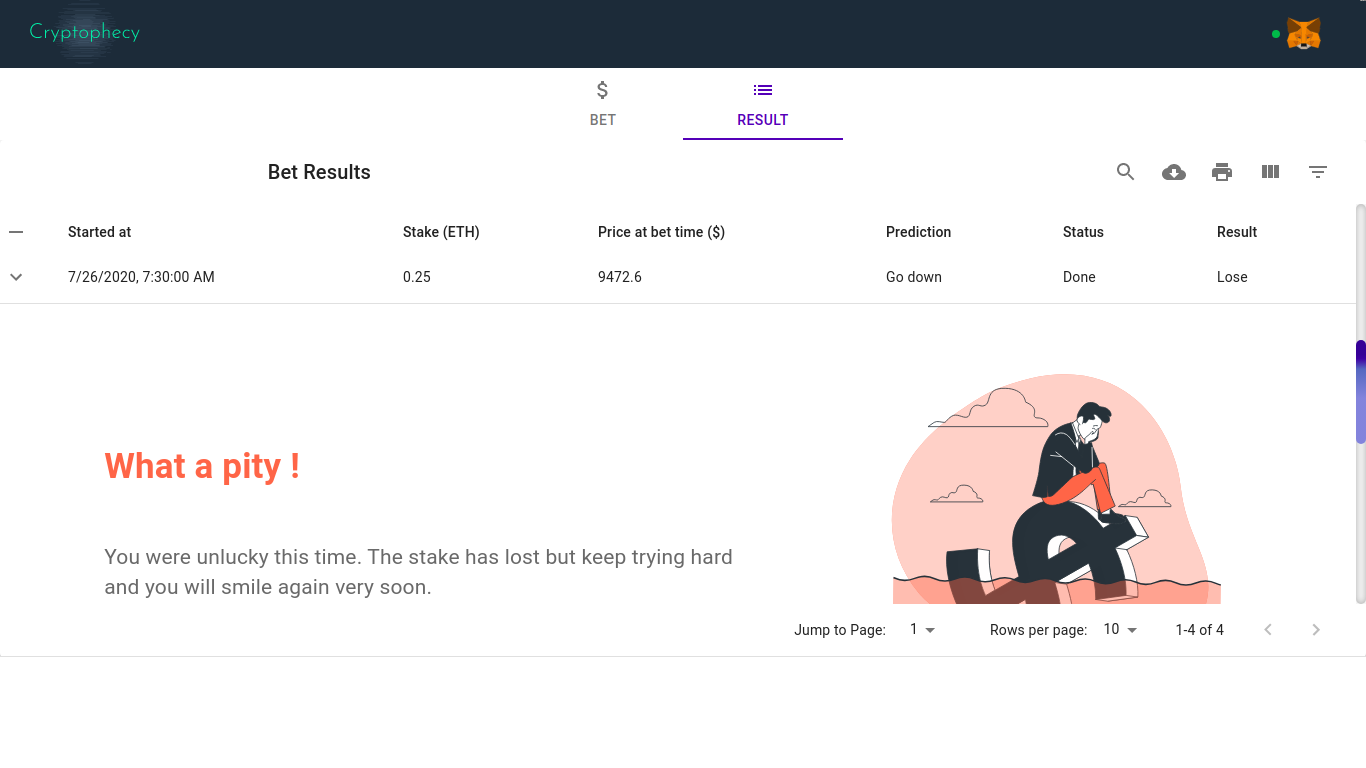 Cryptophecy
$
BET
RESULT
Bet Results
Started at Stake (ETH) Price at bet time ($) Prediction Status Result
7/26/2020, 7:30:00 AM 0.25 9472.6 Go down Done Lose
What a pity !
You were unlucky this time. The stake has lost but keep trying hard
and you will smile again very soon.
Jump to Page: 1 Rows per page: 10 1-4 of 4